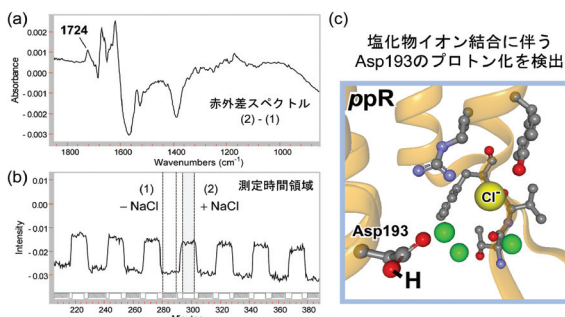 (a)
1724
Absorbance
0.002
0.001
0.000
- 0.001
- 0.002
- 0.003
赤外差スペクトル
(2) - (1)
1800 1600 1400 1200 1000
Wavenumbers (cm-1)
(b)
-0.01
-0.015
-0.02
-0.025
-0.03
Intensity
(1)
− NaCl
(2)
+ NaCl
測定時間領域
220 240 260 280 300 320 340 360 380
(c)
塩化物イオン結合に伴う
Asp193のプロトン化を検出
ppR
Cl-
Asp193
H